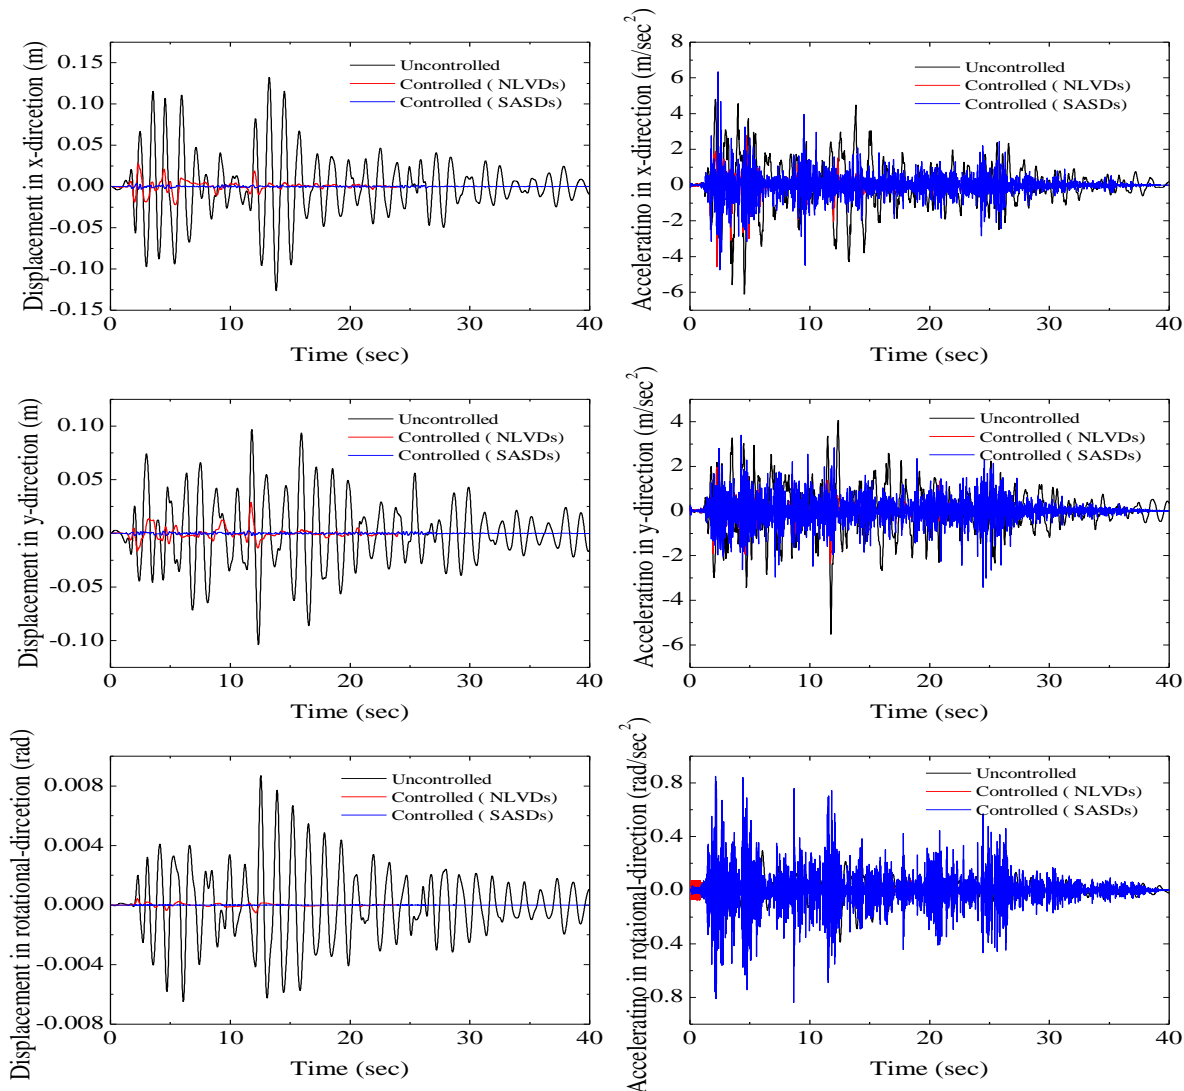 Displacement in x-dircetion (m)
0.15
0.10
0.05
0.00
-0.05
-0.10
-0.15
Uncontrolled
Controlled ( NLVDs)
Controlled ( SASDs)
0 10 20 30 40
Time (sec)
Acceleratino in x-direction (m/sec²)
8
6
4
2
0
-2
-4
-6
Uncontrolled
Controlled ( NLVDs)
Controlled ( SASDs)
0 10 20 30 40
Time (sec)
Displacement in y-dircetion (m)
0.10
0.05
0.00
-0.05
-0.10
Uncontrolled
Controlled ( NLVDs)
Controlled ( SASDs)
0 10 20 30 40
Time (sec)
Acceleratino in y-direction (m/sec²)
4
2
0
-2
-4
-6
Uncontrolled
Controlled ( NLVDs)
Controlled ( SASDs)
0 10 20 30 40
Time (sec)
Displacement in rotational-dircetion (rad)
0.008
0.004
0.000
-0.004
-0.008
Uncontrolled
Controlled ( NLVDs)
Controlled ( SASDs)
0 10 20 30 40
Time (sec)
Acceleratino in rotaional-direction (rad/sec²)
0.8
0.4
0.0
-0.4
-0.8
Uncontrolled
Controlled ( NLVDs)
Controlled ( SASDs)
0 10 20 30 40
Time (sec)